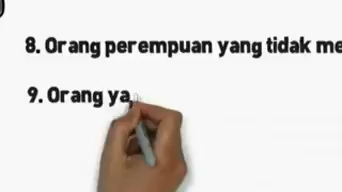 8. Orang perempuan yang tidak me
9. Orang ya